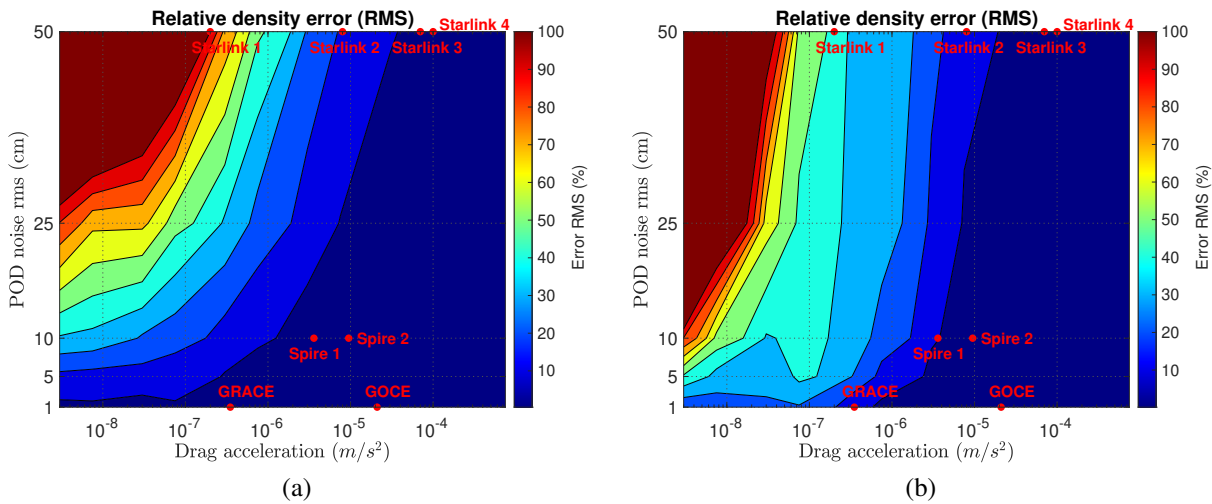 Relative density error (RMS)
POD noise rms (cm)
50
25
10
5
1
10⁻⁸
10⁻⁷
10⁻⁶
10⁻⁵
10⁻⁴
Drag acceleration (m/s²)
Starlink 1
Starlink 2
Starlink 3
Starlink 4
Spire 1
Spire 2
GRACE
GOCE
100
90
80
70
60
50
40
30
20
10
Error RMS (%)
(a)
Relative density error (RMS)
POD noise rms (cm)
50
25
10
5
1
10⁻⁸
10⁻⁷
10⁻⁶
10⁻⁵
10⁻⁴
Drag acceleration (m/s²)
Starlink 1
Starlink 2
Starlink 3
Starlink 4
Spire 1
Spire 2
GRACE
GOCE
100
90
80
70
60
50
40
30
20
10
Error RMS (%)
(b)